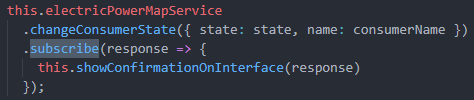 this.electricPowerMapService
.changeConsumerState({ state: state, name: consumerName })
.subscribe(response => {
this.showConfirmationOnInterface(response)
});